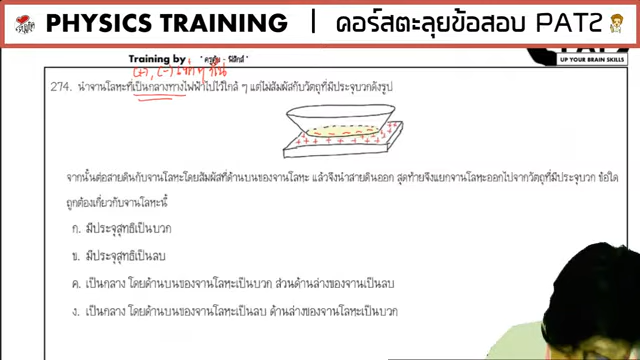 PHYSICS TRAINING | คอร์สตะลุยข้อสอบ PAT2
Training by "ครูตุ้ม - ฟิสิกส์"
UP YOUR BRAIN SKILLS
(+), (-) เท่าๆ กัน
274. นำจานโลหะที่เป็นกลางทางไฟฟ้าไปไว้ใกล้ ๆ แต่ไม่สัมผัสกับวัตถุที่มีประจุบวกดังรูป
จากนั้นต่อสายดินกับจานโลหะโดยสัมผัสที่ด้านบนของจานโลหะ แล้วจึงนำสายดินออก สุดท้ายจึงแยกจานโลหะออกไปจากวัตถุที่มีประจุบวก ข้อใด
ถูกต้องเกี่ยวกับจานโลหะนี้
ก. มีประจุสุทธิเป็นบวก
ข. มีประจุสุทธิเป็นลบ
ค. เป็นกลาง โดยด้านบนของจานโลหะเป็นบวก ส่วนด้านล่างของจานเป็นลบ
ง. เป็นกลาง โดยด้านบนของจานโลหะเป็นลบ ด้านล่างของจานโลหะเป็นบวก